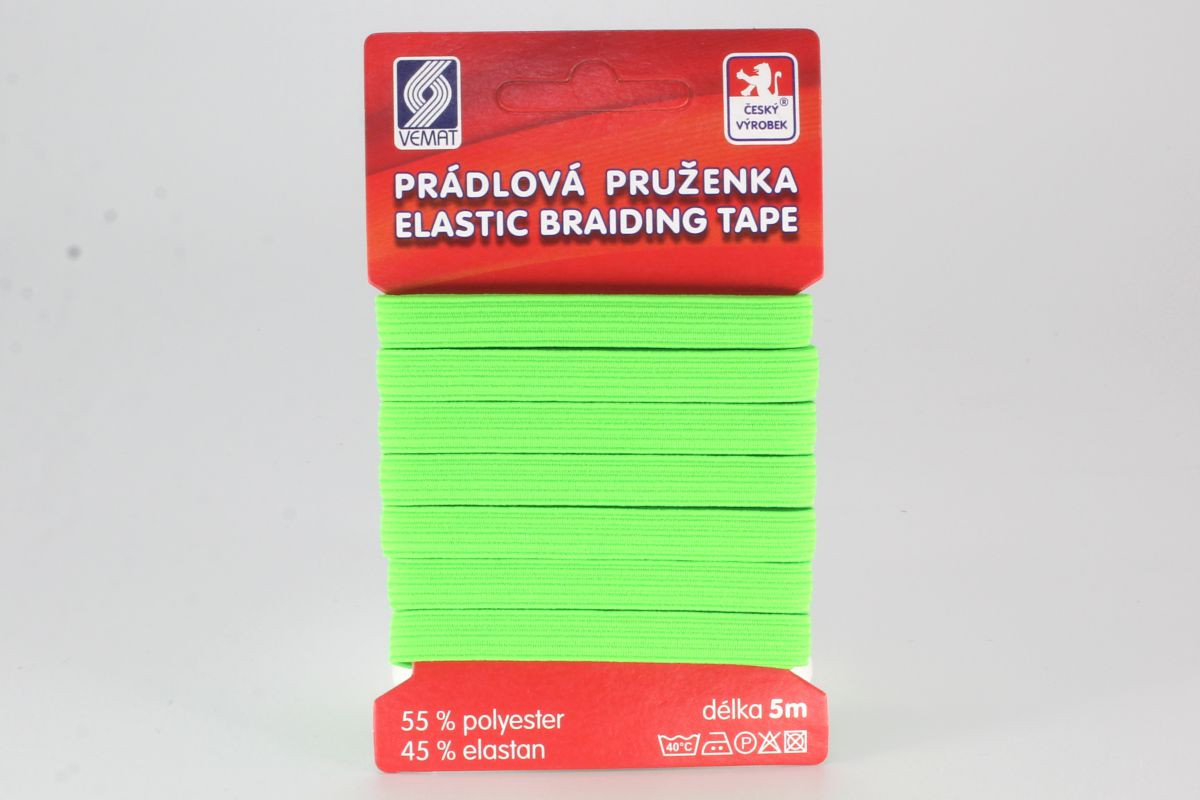 VEMAT
ČESKÝ®
VÝROBEK
PRÁDLOVÁ PRUŽENKA
ELASTIC BRAIDING TAPE
55 % polyester
45 % elastan
délka 5m
40°C
P